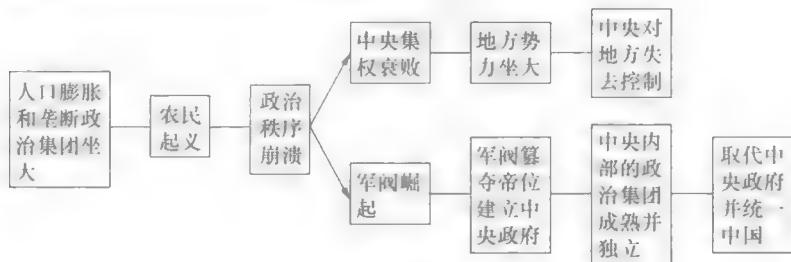 人口膨胀
和垄断政
治集团坐
大
农民
起义
政治
秩序
崩溃
中央集
权衰败
地方势
力坐大
中央对
地方失
去控制
军阀崛
起
军阀篡
夺帝位
建立中
央政府
中央内
部的政
治集团
成熟并
独立
取代中
央政府
并统一
中国